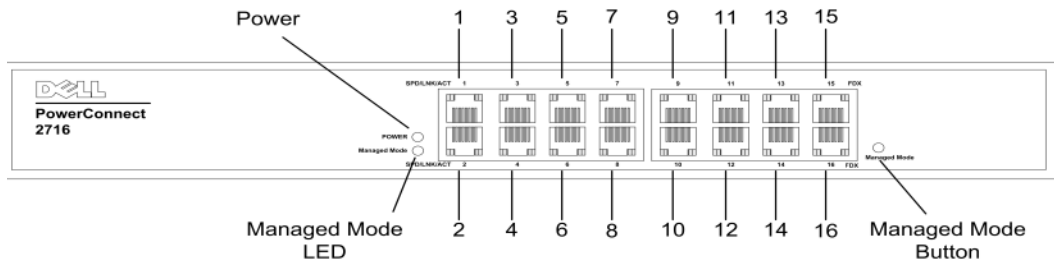 Power 1 3 5 7 9 11 13 15
SPD/LNK/ACT 1 3 5 7 9 11 13 15 FDX
DELL
PowerConnect
2716
POWER
Managed Mode
Managed Mode
SPD/LNK/ACT 2 4 6 8 10 12 14 16 FDX
Managed Mode LED
2 4 6 8 10 12 14 16
Managed Mode Button